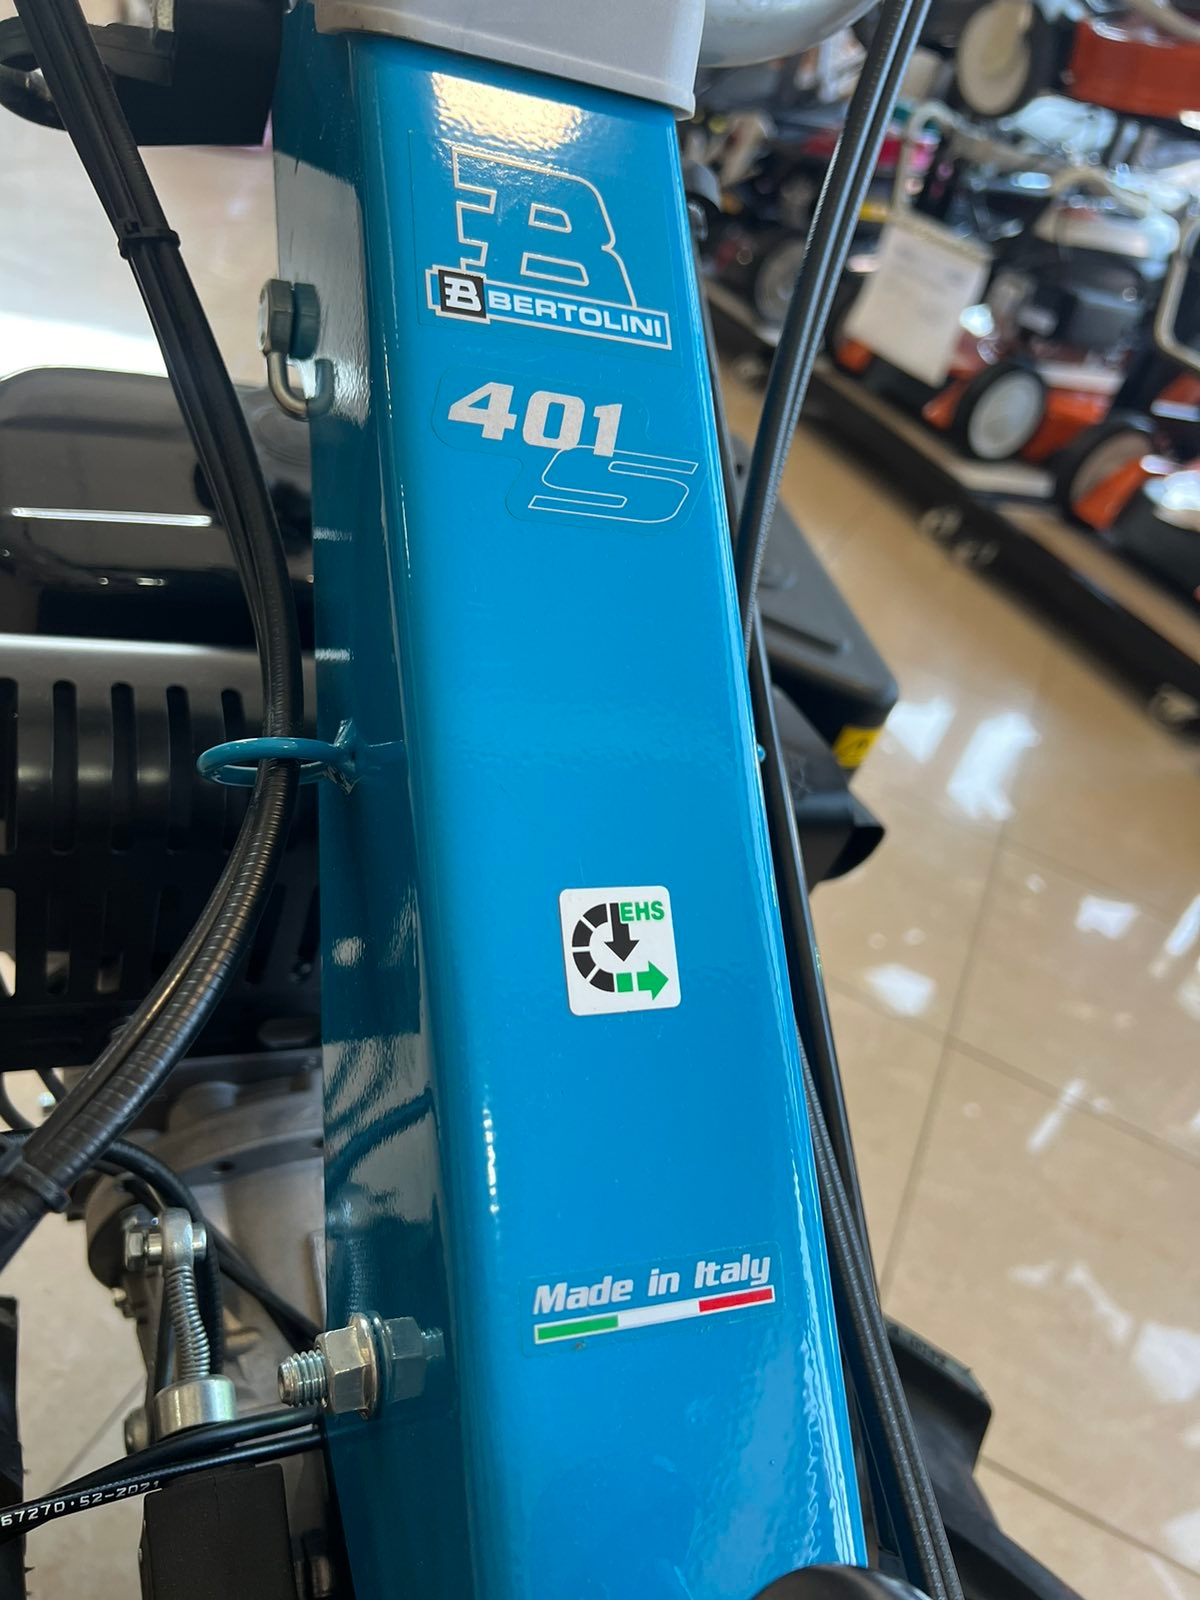 B
B BERTOLINI
401
S
EHS
Made in Italy
67270·52-2021